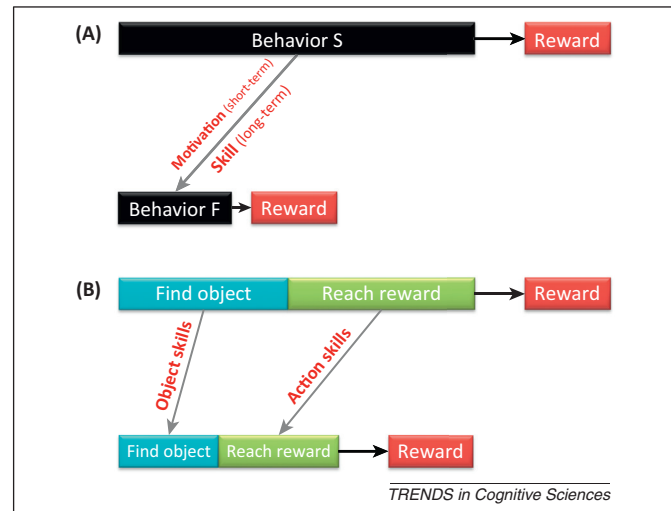 (A)
Behavior S
Reward
Motivation (short-term)
Skill (long-term)
Behavior F
Reward
(B)
Find object
Reach reward
Reward
Object skills
Action skills
Find object
Reach reward
Reward
TRENDS in Cognitive Sciences